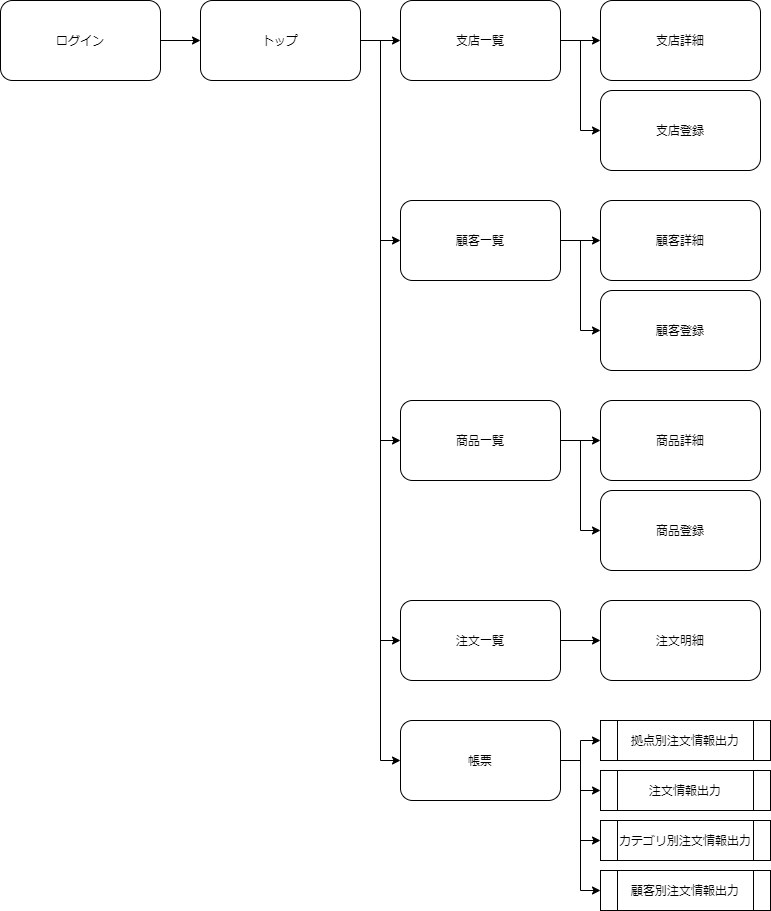 ログイン
トップ
支店一覧
支店詳細
支店登録
顧客一覧
顧客詳細
顧客登録
商品一覧
商品詳細
商品登録
注文一覧
注文明細
帳票
拠点別注文情報出力
注文情報出力
カテゴリ別注文情報出力
顧客別注文情報出力